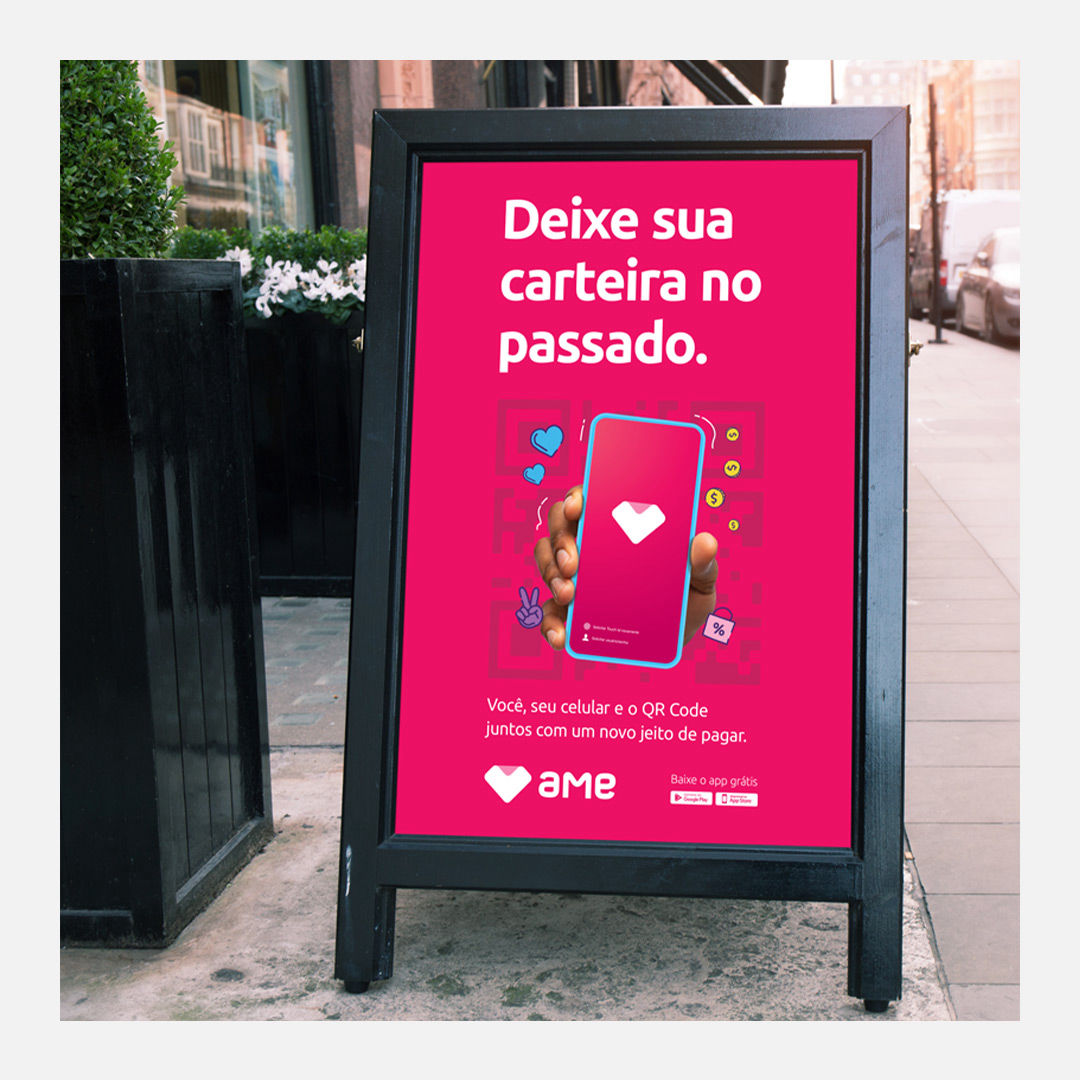 Deixe sua
carteira no
passado.
%
Você, seu celular e o QR Code
juntos com um novo jeito de pagar.
ame
Baixe o app grátis
Google Play
App Store